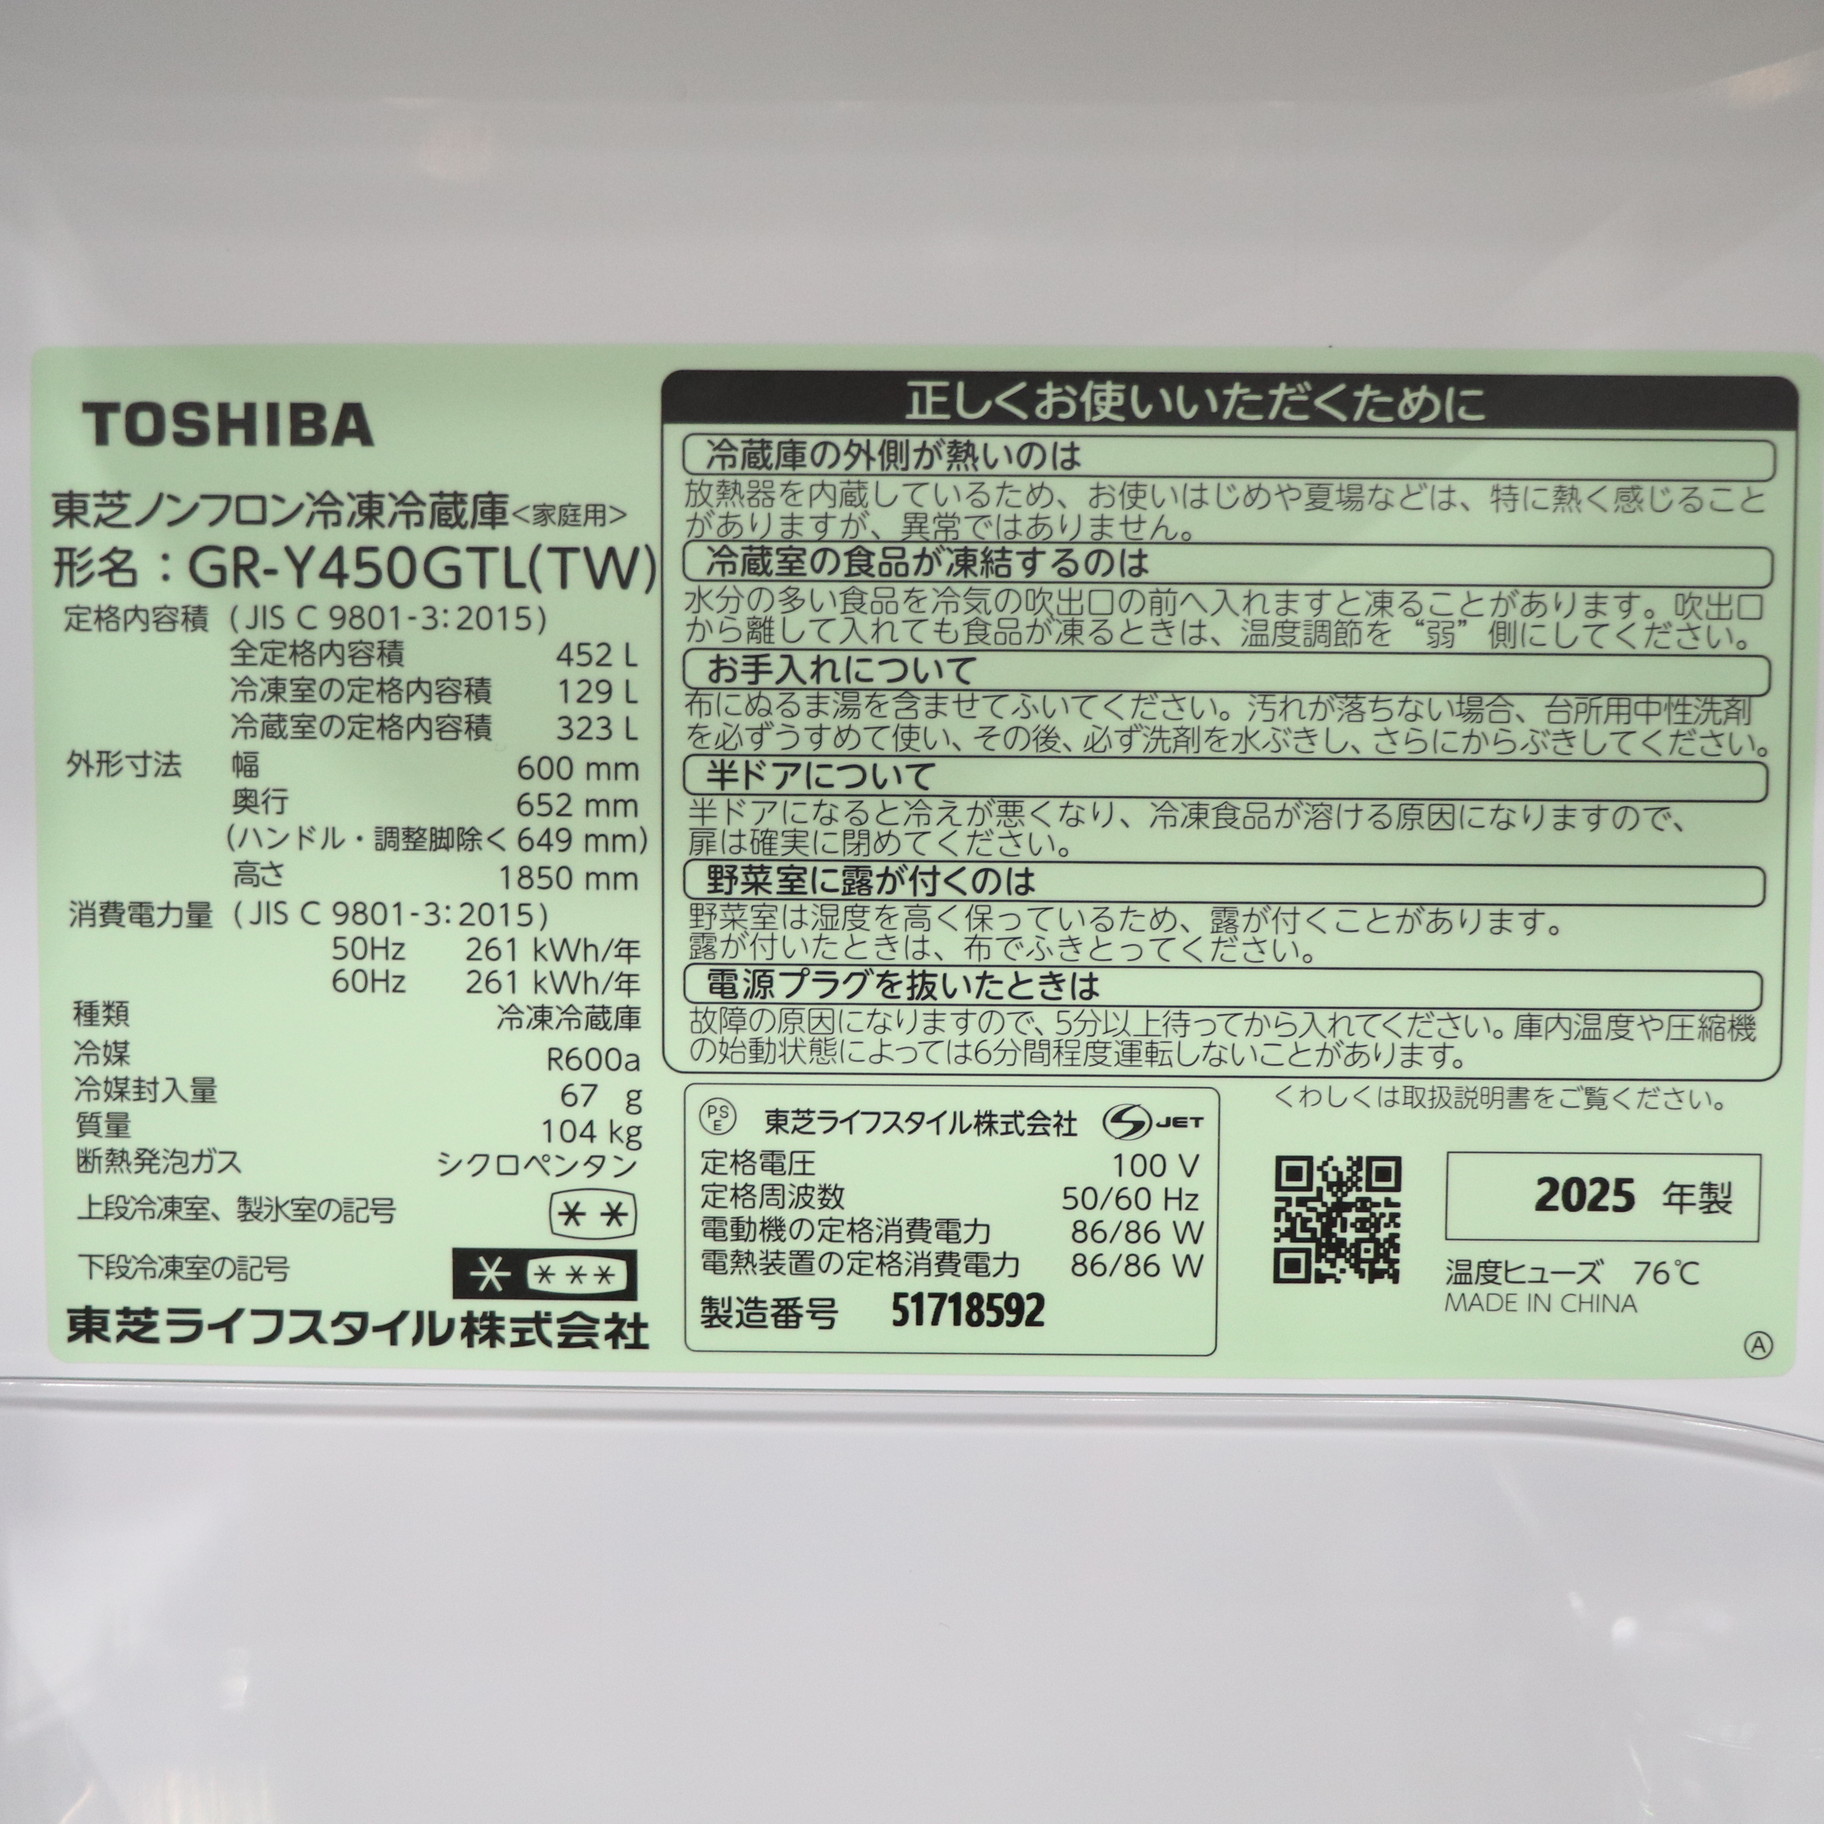 TOSHIBA
東芝ノンフロン冷凍冷蔵庫<家庭用>
形名：GR-Y450GTL(TW)
定格内容積 (JIS C 9801-3:2015)
全定格内容積 452 L
冷凍室の定格内容積 129 L
冷蔵室の定格内容積 323 L
外形寸法 幅 600 mm
奥行 652 mm
(ハンドル・調整脚除く 649 mm)
高さ 1850 mm
消費電力量 (JIS C 9801-3:2015)
50Hz 261 kWh/年
60Hz 261 kWh/年
種類 冷凍冷蔵庫
冷媒 R600a
冷媒封入量 67 g
質量 104 kg
断熱発泡ガス シクロペンタン
上段冷凍室、製氷室の記号 ＊＊
下段冷凍室の記号 ＊ ＊＊＊
東芝ライフスタイル株式会社
正しくお使いいただくために
冷蔵庫の外側が熱いのは
放熱器を内蔵しているため、お使いはじめや夏場などは、特に熱く感じること
がありますが、異常ではありません。
冷蔵室の食品が凍結するのは
水分の多い食品を冷気の吹出口の前へ入れますと凍ることがあります。吹出口
から離して入れても食品が凍るときは、温度調節を“弱”側にしてください。
お手入れについて
布にぬるま湯を含ませてふいてください。汚れが落ちない場合、台所用中性洗剤
を必ずうすめて使い、その後、必ず洗剤を水ぶきし、さらにからぶきしてください。
半ドアについて
半ドアになると冷えが悪くなり、冷凍食品が溶ける原因になりますので、
扉は確実に閉めてください。
野菜室に露が付くのは
野菜室は湿度を高く保っているため、露が付くことがあります。
露が付いたときは、布でふきとってください。
電源プラグを抜いたときは
故障の原因になりますので、5分以上待ってから入れてください。庫内温度や圧縮機
の始動状態によっては6分間程度運転しないことがあります。
くわしくは取扱説明書をご覧ください。
PSE 東芝ライフスタイル株式会社 JET
定格電圧 100 V
定格周波数 50/60 Hz
電動機の定格消費電力 86/86 W
電熱装置の定格消費電力 86/86 W
製造番号 51718592
2025 年製
温度ヒューズ 76℃
MADE IN CHINA
Ⓐ